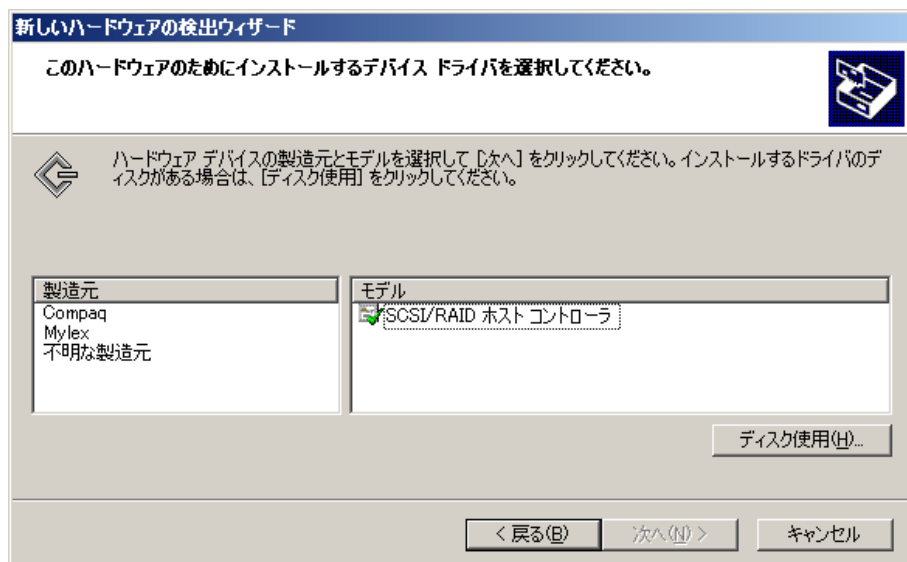 新しいハードウェアの検出ウィザード
このハードウェアのためにインストールするデバイス ドライバを選択してください。
ハードウェア デバイスの製造元とモデルを選択して [次へ] をクリックしてください。インストールするドライバのデ
ィスクがある場合は、[ディスク使用] をクリックしてください。
製造元
Compaq
Mylex
不明な製造元
モデル
SCSI/RAID ホスト コントローラ
ディスク使用(H)...
< 戻る(B)
次へ(N) >
キャンセル